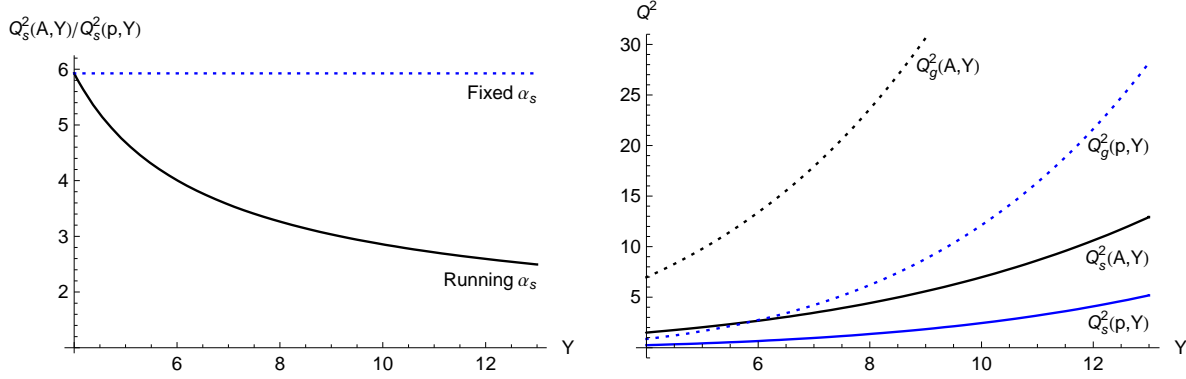 Q_s^2(A,Y)/Q_s^2(p,Y)
6
5
4
3
2
Fixed α_s
Running α_s
6 8 10 12 Y
Q^2
30
25
20
15
10
5
Q_g^2(A,Y)
Q_g^2(p,Y)
Q_s^2(A,Y)
Q_s^2(p,Y)
6 8 10 12 Y